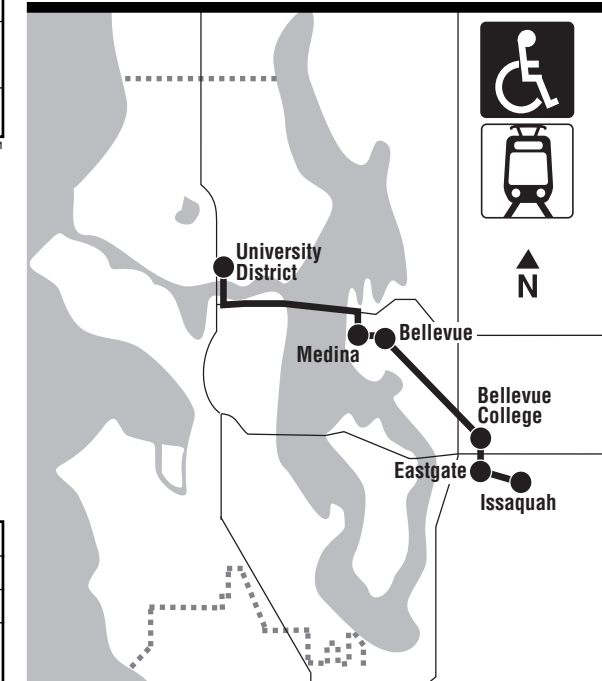 University
District
N
Bellevue
Medina
Bellevue
College
Eastgate
Issaquah